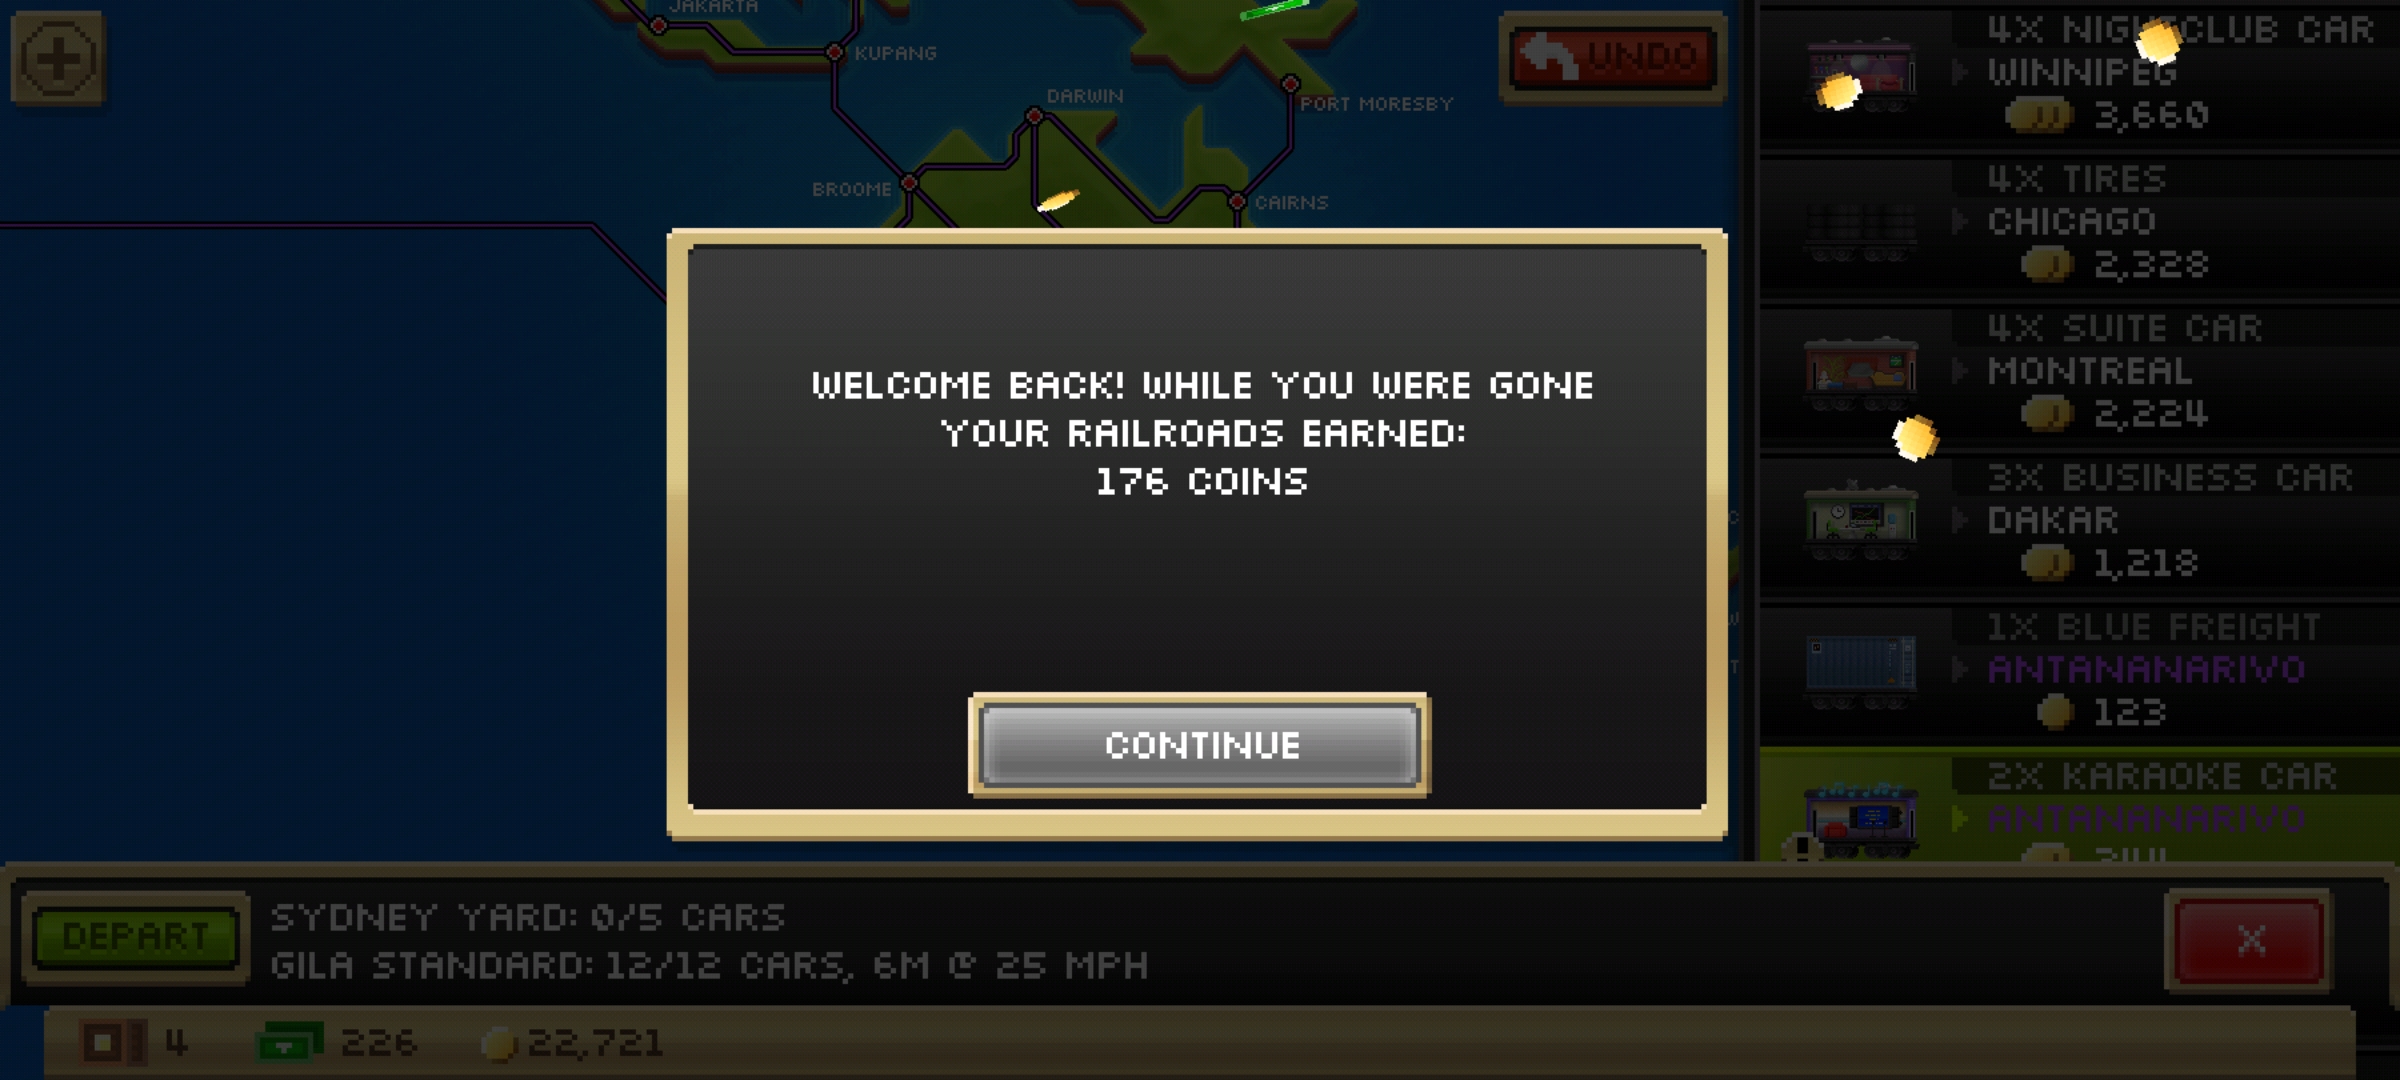 JAKARTA
KUPANG
DARWIN
PORT MORESBY
BROOME
CAIRNS
UNDO
4X NIGHTCLUB CAR
WINNIPEG
3,660
4X TIRES
CHICAGO
2,328
4X SUITE CAR
MONTREAL
2,224
3X BUSINESS CAR
DAKAR
1,218
1X BLUE FREIGHT
ANTANANARIVO
123
2X KARAOKE CAR
ANTANANARIVO
WELCOME BACK! WHILE YOU WERE GONE
YOUR RAILROADS EARNED:
176 COINS
CONTINUE
DEPART
SYDNEY YARD: 0/5 CARS
GILA STANDARD: 12/12 CARS, 6M @ 25 MPH
X
4
226
22,721